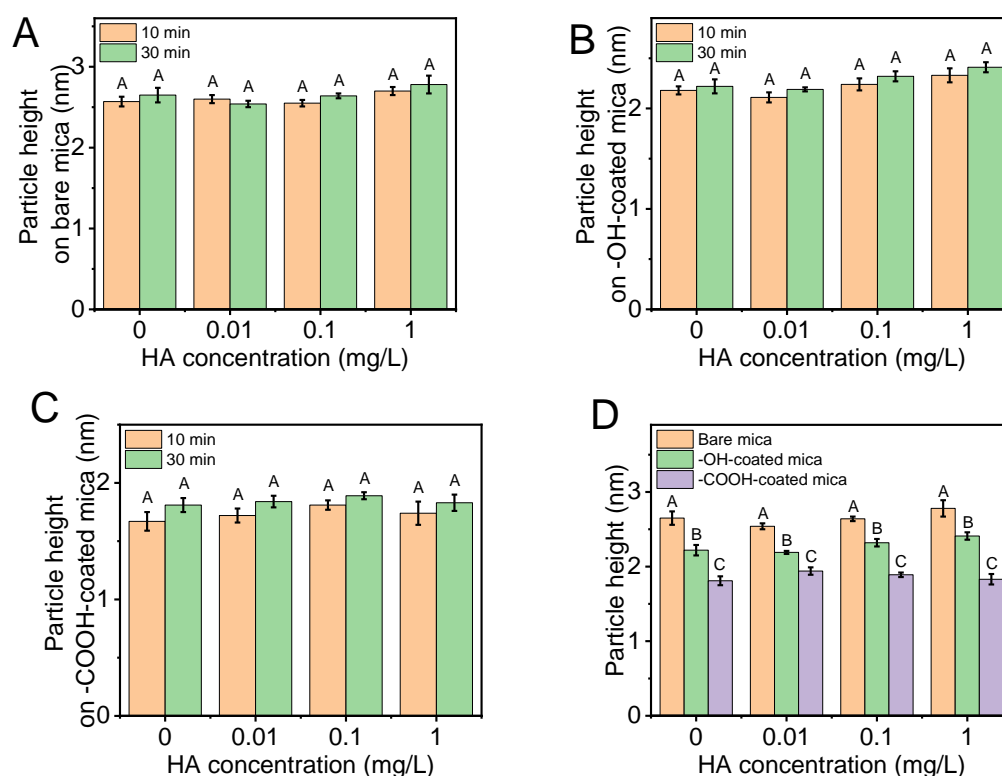 A
10 min
30 min
A A A A A A A A
3
2
1
0
Particle height
on bare mica (nm)
0 0.01 0.1 1
HA concentration (mg/L)
B
10 min
30 min
A A A A A A A A
2
1
0
Particle height
on -OH-coated mica (nm)
0 0.01 0.1 1
HA concentration (mg/L)
C
10 min
30 min
A A A A A A A A
2
1
0
Particle height
on -COOH-coated mica (nm)
0 0.01 0.1 1
HA concentration (mg/L)
D
Bare mica
-OH-coated mica
-COOH-coated mica
A B C A B C A B C A B C
4
3
2
1
0
Particle height (nm)
0 0.01 0.1 1
HA concentration (mg/L)